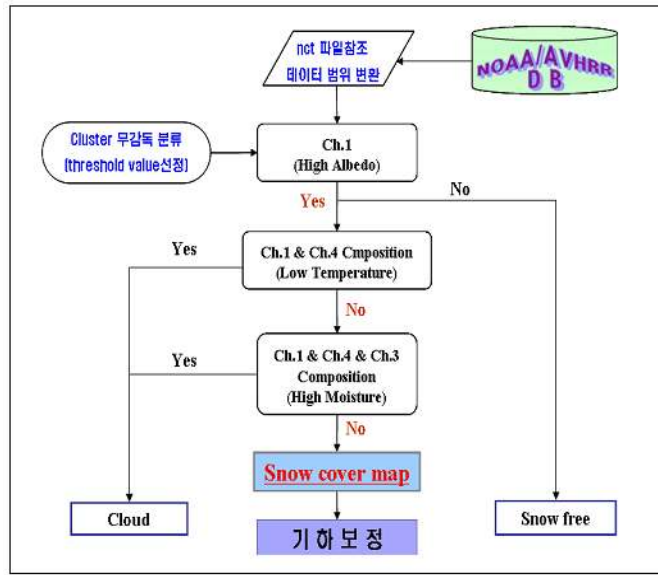 nct 파일참조
데이터 범위 변환
NOAA/AVHRR
D B
Cluster 무감독 분류
(threshold value선정)
Ch.1
(High Albedo)
Yes
No
Yes
Ch.1 & Ch.4 Cmposition
(Low Temperature)
No
Yes
Ch.1 & Ch.4 & Ch.3
Composition
(High Moisture)
No
Snow cover map
Cloud
Snow free
기 하 보 정